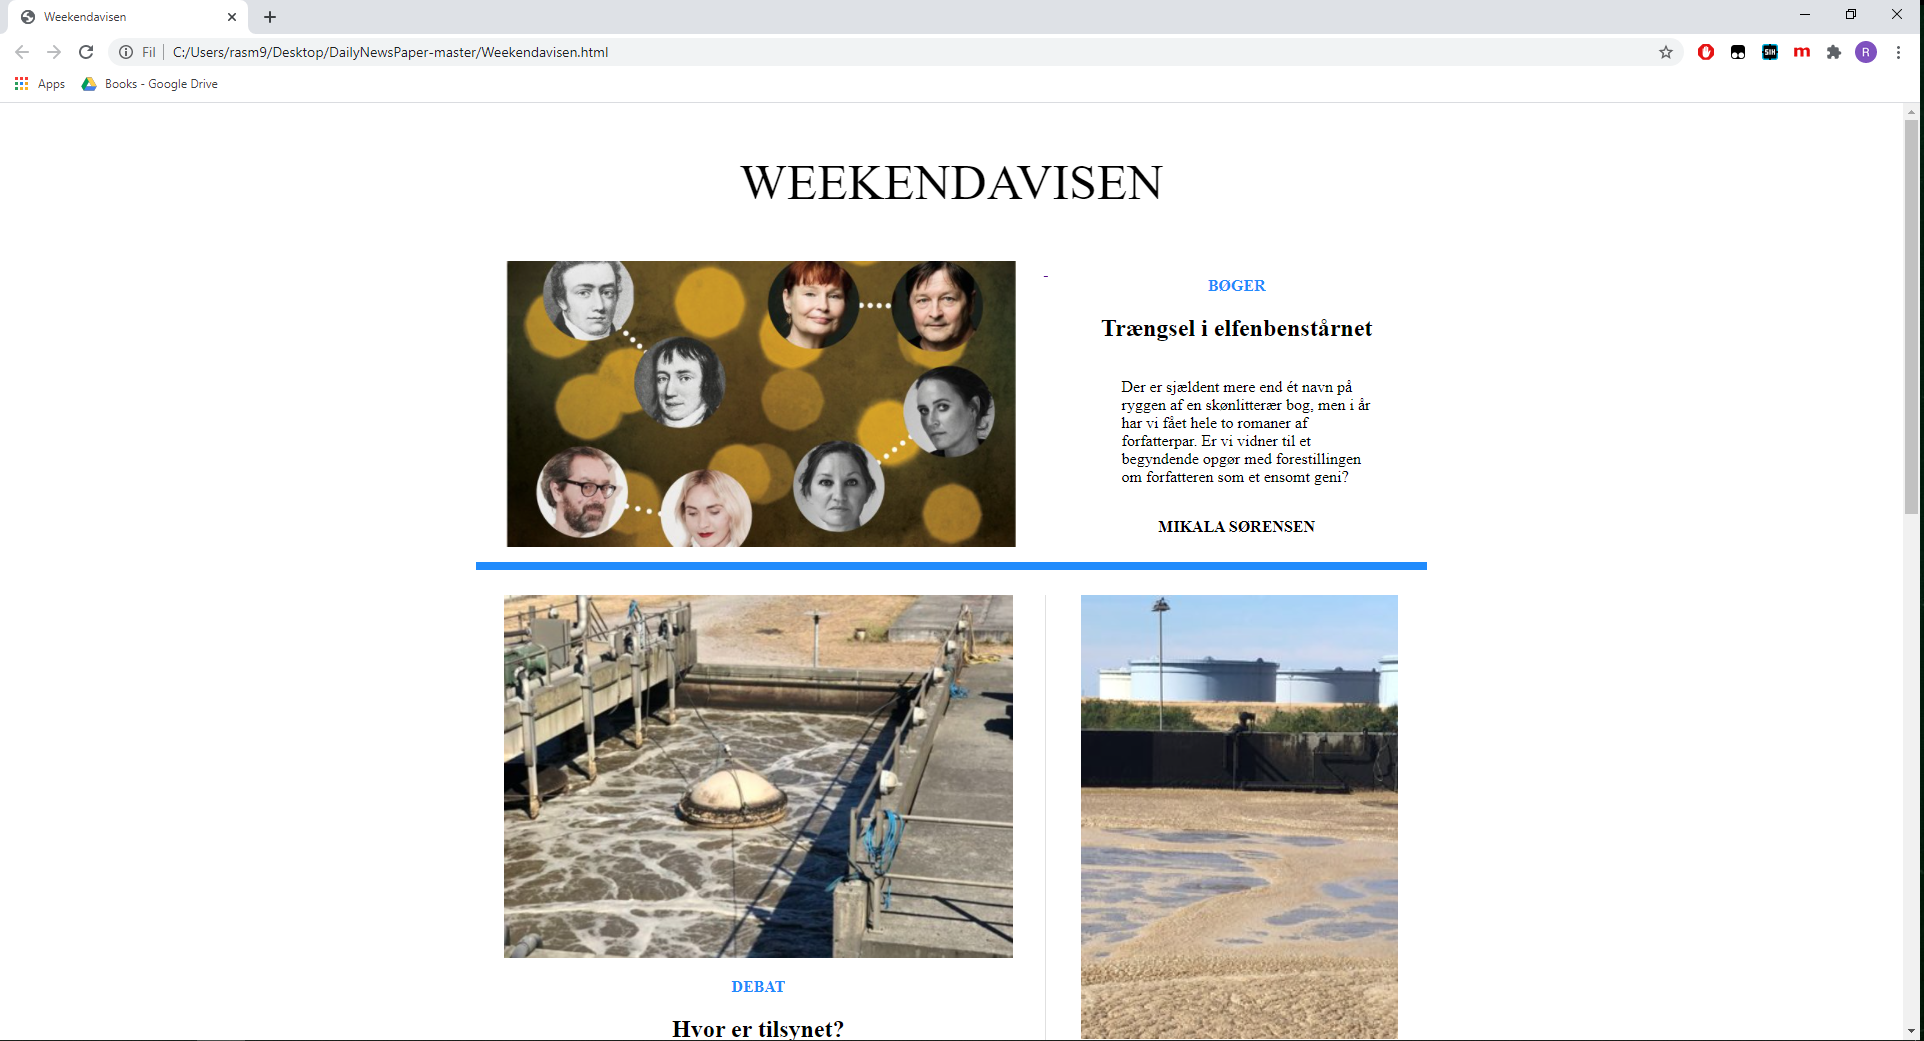 Weekendavisen
Fil
C:/Users/rasm9/Desktop/DailyNewsPaper-master/Weekendavisen.html
SIH
m
R
Apps
Books - Google Drive
WEEKENDAVISEN
BØGER
Trængsel i elfenbenstårnet
Der er sjældent mere end ét navn på
ryggen af en skønlitterær bog, men i år
har vi fået hele to romaner af
forfatterpar. Er vi vidner til et
begyndende opgør med forestillingen
om forfatteren som et ensomt geni?
MIKALA SØRENSEN
DEBAT
Hvor er tilsynet?